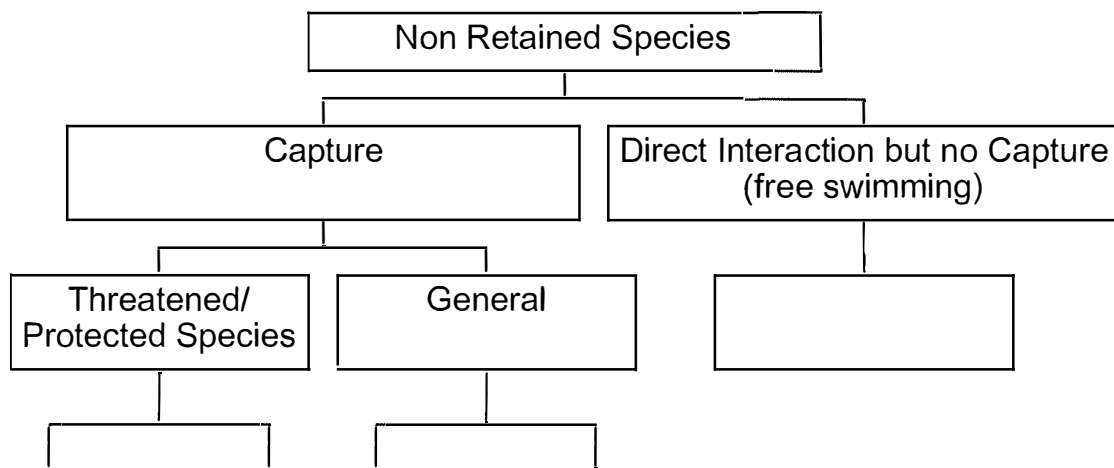 Non Retained Species
Capture
Direct Interaction but no Capture
(free swimming)
Threatened/
Protected Species
General